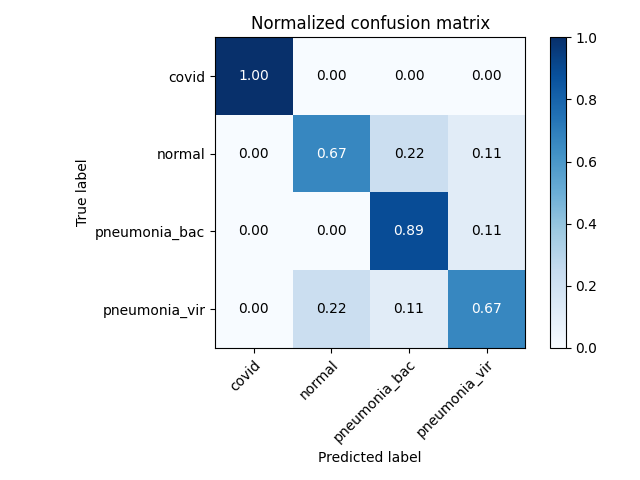 Normalized confusion matrix
True label
covid
1.00 0.00 0.00 0.00
normal
0.00 0.67 0.22 0.11
pneumonia_bac
0.00 0.00 0.89 0.11
pneumonia_vir
0.00 0.22 0.11 0.67
covid
normal
pneumonia_bac
pneumonia_vir
Predicted label
1.0
0.8
0.6
0.4
0.2
0.0